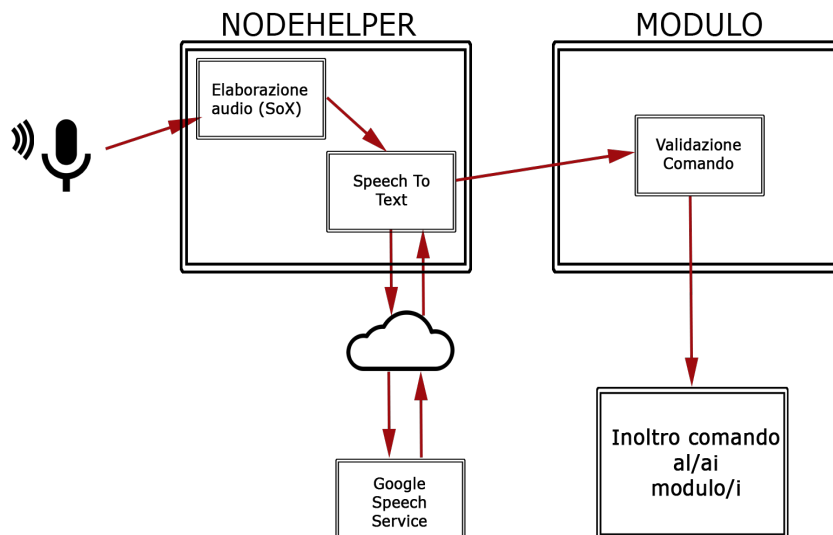 NODEHELPER
MODULO
Elaborazione
audio (SoX)
Speech To
Text
Validazione
Comando
Google
Speech
Service
Inoltro comando
al/ai
modulo/i